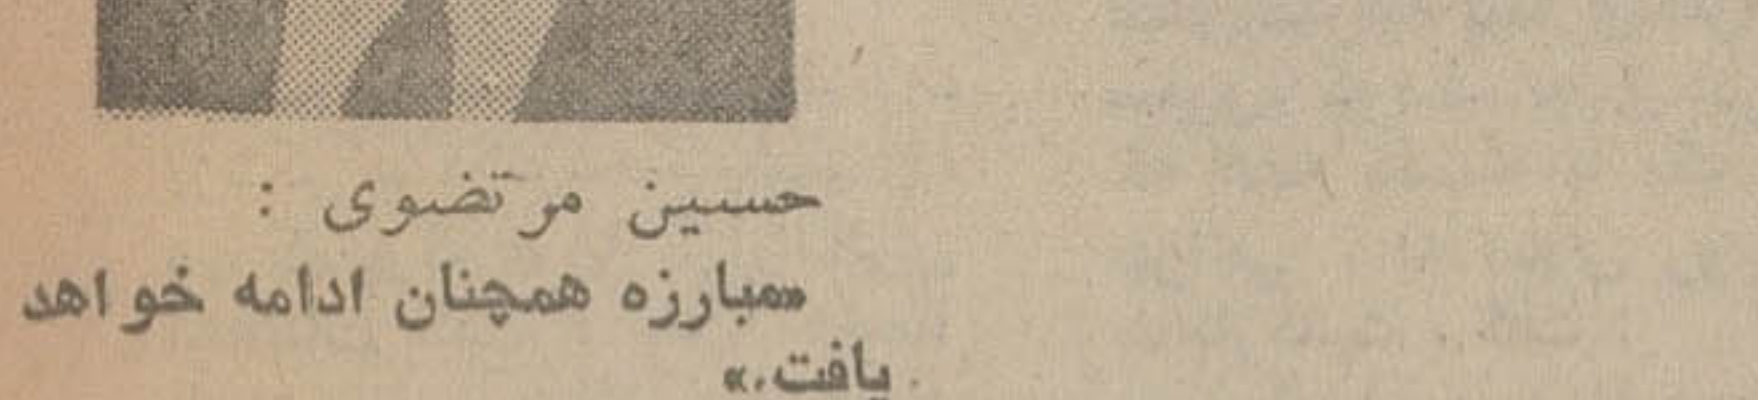 حسین مرتضوی :
«مبارزه همچنان ادامه خواهد
یافت.»